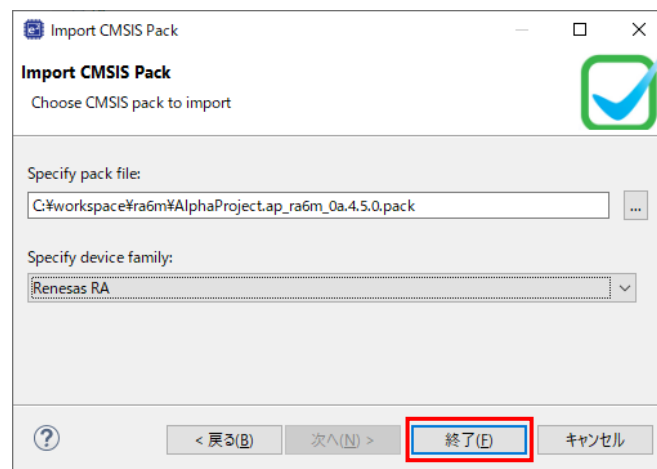 Import CMSIS Pack
Import CMSIS Pack
Choose CMSIS pack to import
Specify pack file:
C:¥workspace¥ra6m¥AlphaProject.ap_ra6m_0a.4.5.0.pack
...
Specify device family:
Renesas RA
?
< 戻る(B)
次へ(N) >
終了(F)
キャンセル